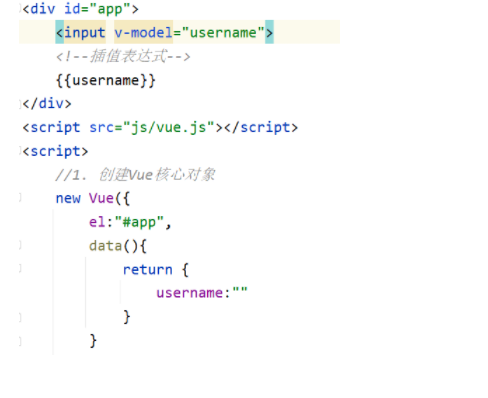 <div id="app">
    <input v-model="username">
    <!--插值表达式-->
    {{username}}
</div>
<script src="js/vue.js"></script>
<script>
    //1. 创建Vue核心对象
    new Vue({
        el:"#app",
        data(){
            return {
                username:""
            }
        }